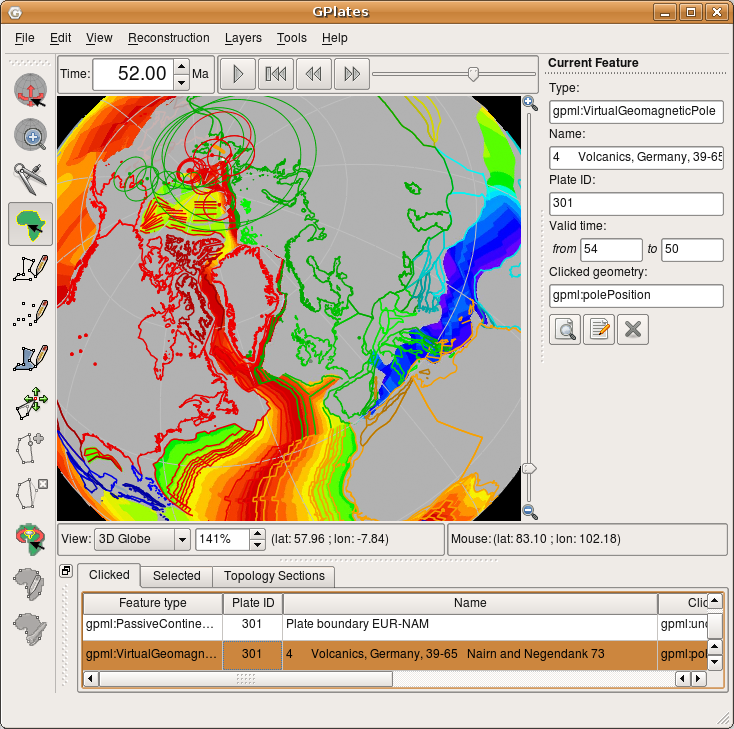 GPlates
File Edit View Reconstruction Layers Tools Help
Time: 52.00 Ma
Current Feature
Type:
gpml:VirtualGeomagneticPole
Name:
4 Volcanics, Germany, 39-65
Plate ID:
301
Valid time:
from 54 to 50
Clicked geometry:
gpml:polePosition
View: 3D Globe 141% (lat: 57.96 ; lon: -7.84) Mouse: (lat: 83.10 ; lon: 102.18)
Clicked Selected Topology Sections
Feature type Plate ID Name Clic
gpml:PassiveContine... 301 Plate boundary EUR-NAM gpml:un
gpml:VirtualGeomagn... 301 4 Volcanics, Germany, 39-65 Nairn and Negendank 73 gpml:pol